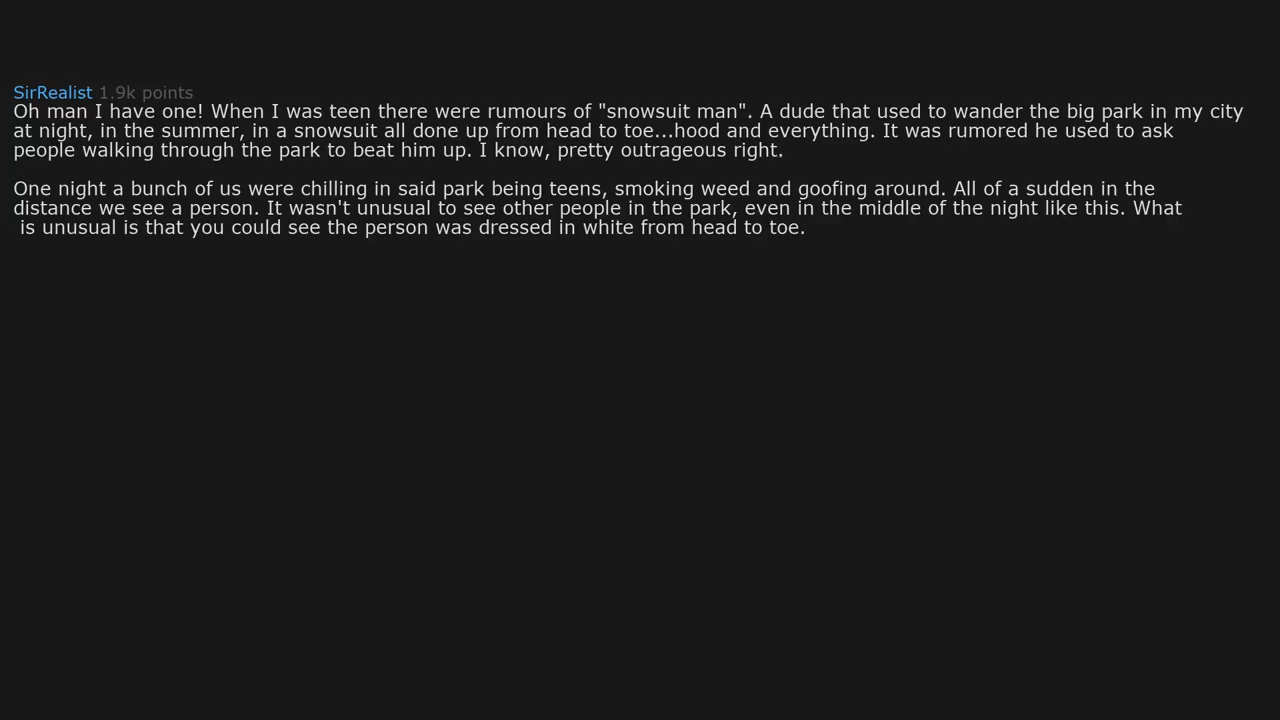 SirRealist 1.9k points
Oh man I have one! When I was teen there were rumours of "snowsuit man". A dude that used to wander the big park in my city
at night, in the summer, in a snowsuit all done up from head to toe...hood and everything. It was rumored he used to ask
people walking through the park to beat him up. I know, pretty outrageous right.
One night a bunch of us were chilling in said park being teens, smoking weed and goofing around. All of a sudden in the
distance we see a person. It wasn't unusual to see other people in the park, even in the middle of the night like this. What
is unusual is that you could see the person was dressed in white from head to toe.